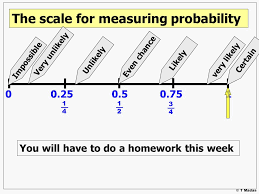 The scale for measuring probability
Impossible
Very unlikely
Unlikely
Even chance
Likely
very likely
Certain
0 0.25 0.5 0.75 1
1/4 1/2 3/4
You will have to do a homework this week
© T Madas